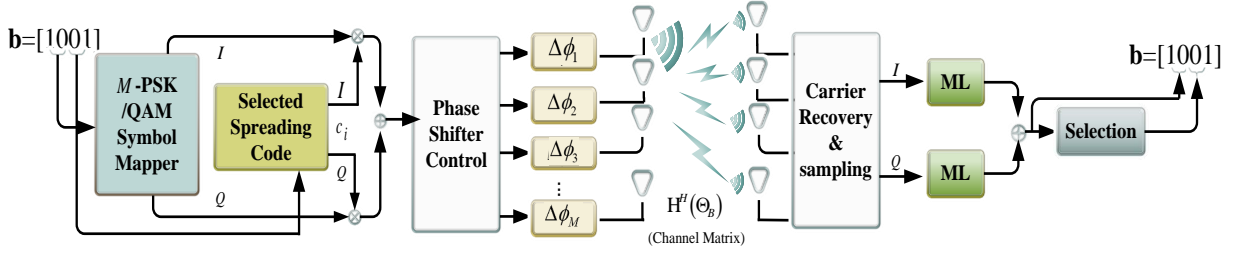 b=[1001]
I
M-PSK
/QAM
Symbol
Mapper
Q
Selected
Spreading
Code
I
c_i
Q
Phase
Shifter
Control
Δϕ_1
Δϕ_2
Δϕ_3
⋮
Δϕ_M
H^H(Θ_B)
(Channel Matrix)
Carrier
Recovery
&
sampling
I
Q
ML
ML
Selection
b=[1001]